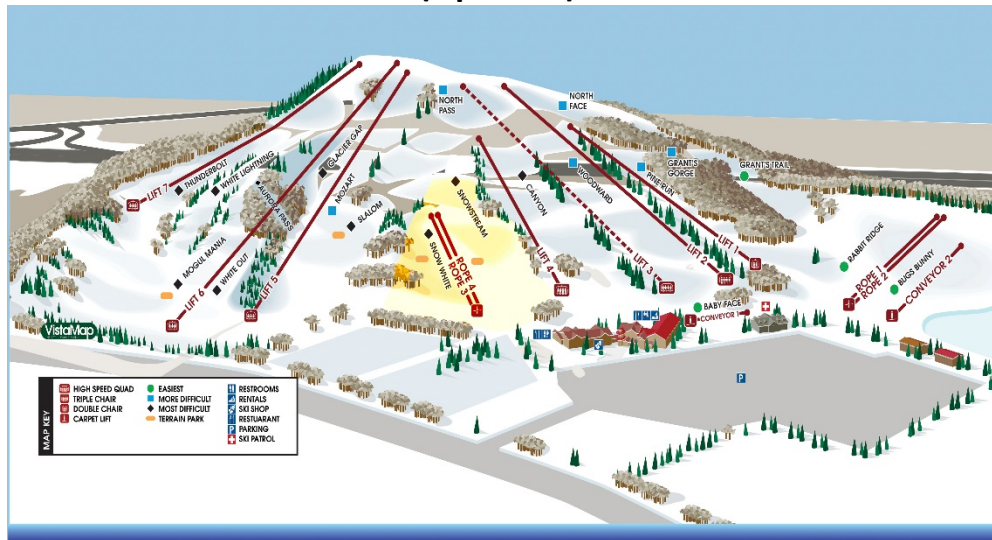 NORTH
PASS
NORTH
FACE
THUNDERBOLT
WHITE LIGHTNING
GLACIER GAP
AURORA PASS
MOZART
SLALOM
SNOWSTREAM
CANYON
WOODWARD
PINE RUN
GRANT'S
GORGE
GRANT'S TRAIL
LIFT 7
MOGUL MANIA
WHITE OUT
LIFT 6
LIFT 5
SNOW WHITE
ROPE 4
ROPE 3
LIFT 4
LIFT 3
LIFT 2
LIFT 1
RABBIT RIDGE
BUGS BUNNY
ROPE 1
ROPE 2
CONVEYOR 2
BABY FACE
CONVEYOR 1
VistaMap
MAP KEY
HIGH SPEED QUAD
TRIPLE CHAIR
DOUBLE CHAIR
CARPET LIFT
EASIEST
MORE DIFFICULT
MOST DIFFICULT
TERRAIN PARK
RESTROOMS
RENTALS
SKI SHOP
RESTUARANT
PARKING
SKI PATROL
P
P